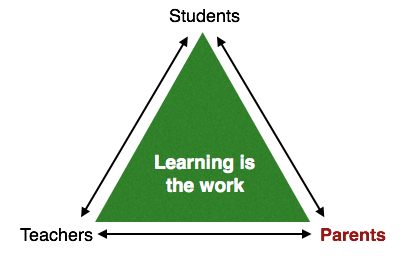 Students
Learning is
the work
Teachers
Parents